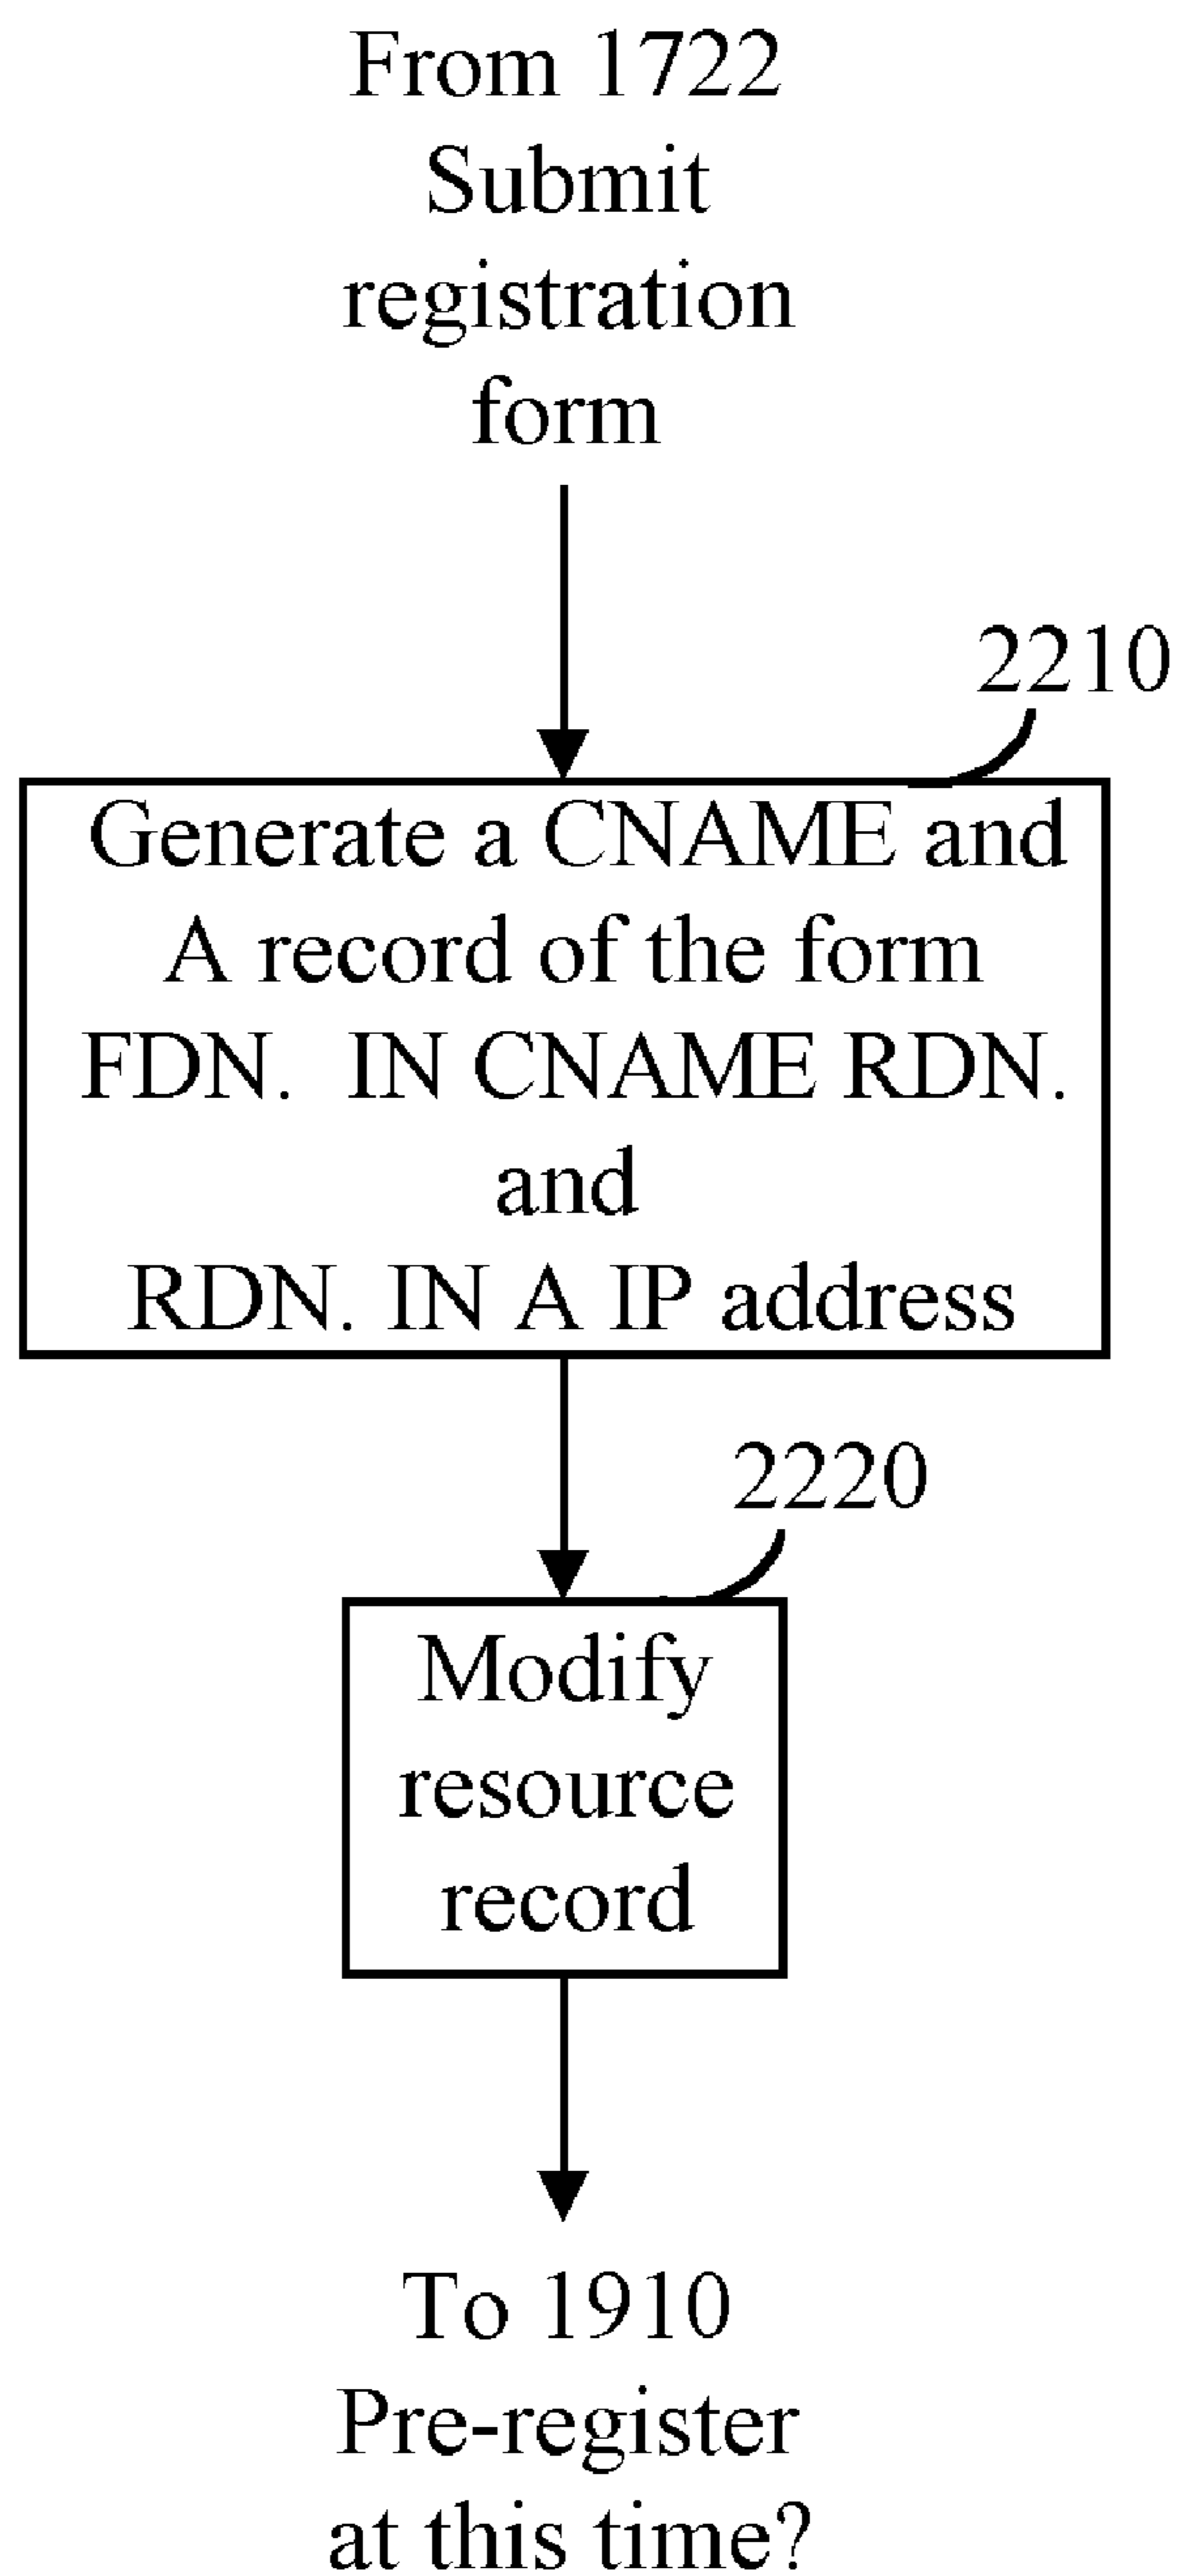 From 1722
Submit
registration
form
2210
Generate a CNAME and
A record of the form
FDN. IN CNAME RDN.
and
RDN. IN A IP address
2220
Modify
resource
record
To 1910
Pre-register
at this time?